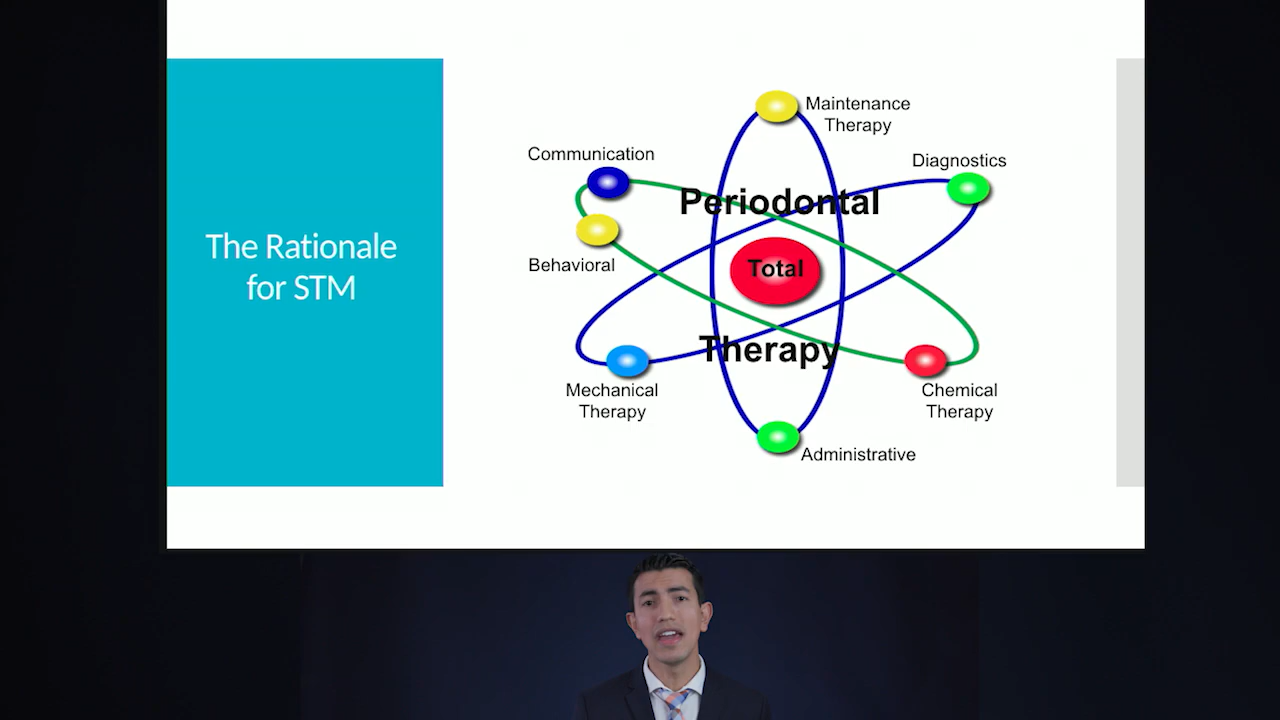 The Rationale
for STM
Maintenance
Therapy
Communication
Diagnostics
Periodontal
Behavioral
Total
Therapy
Mechanical
Therapy
Chemical
Therapy
Administrative